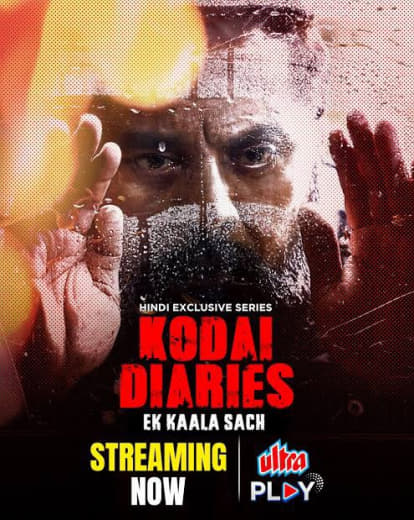 HINDI EXCLUSIVE SERIES
KODAI
DIARIES
EK KAALA SACH
STREAMING
NOW
ultra
PLAY